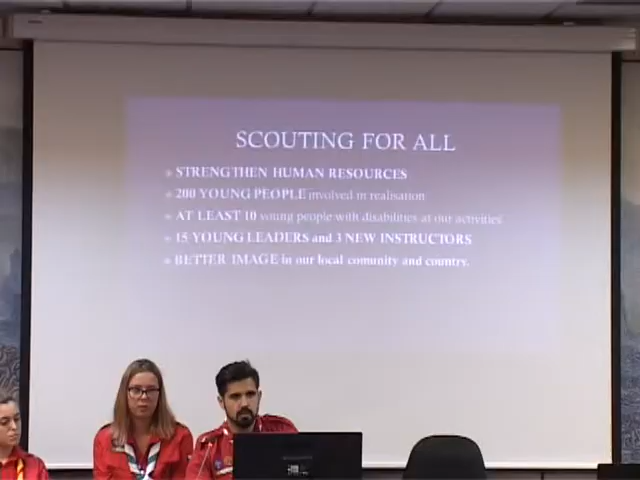 SCOUTING FOR ALL
STRENGTHEN HUMAN RESOURCES
200 YOUNG PEOPLE involved in realisation
AT LEAST 10 young people with disabilities at our activities
15 YOUNG LEADERS and 3 NEW INSTRUCTORS
BETTER IMAGE in our local comunity and country.